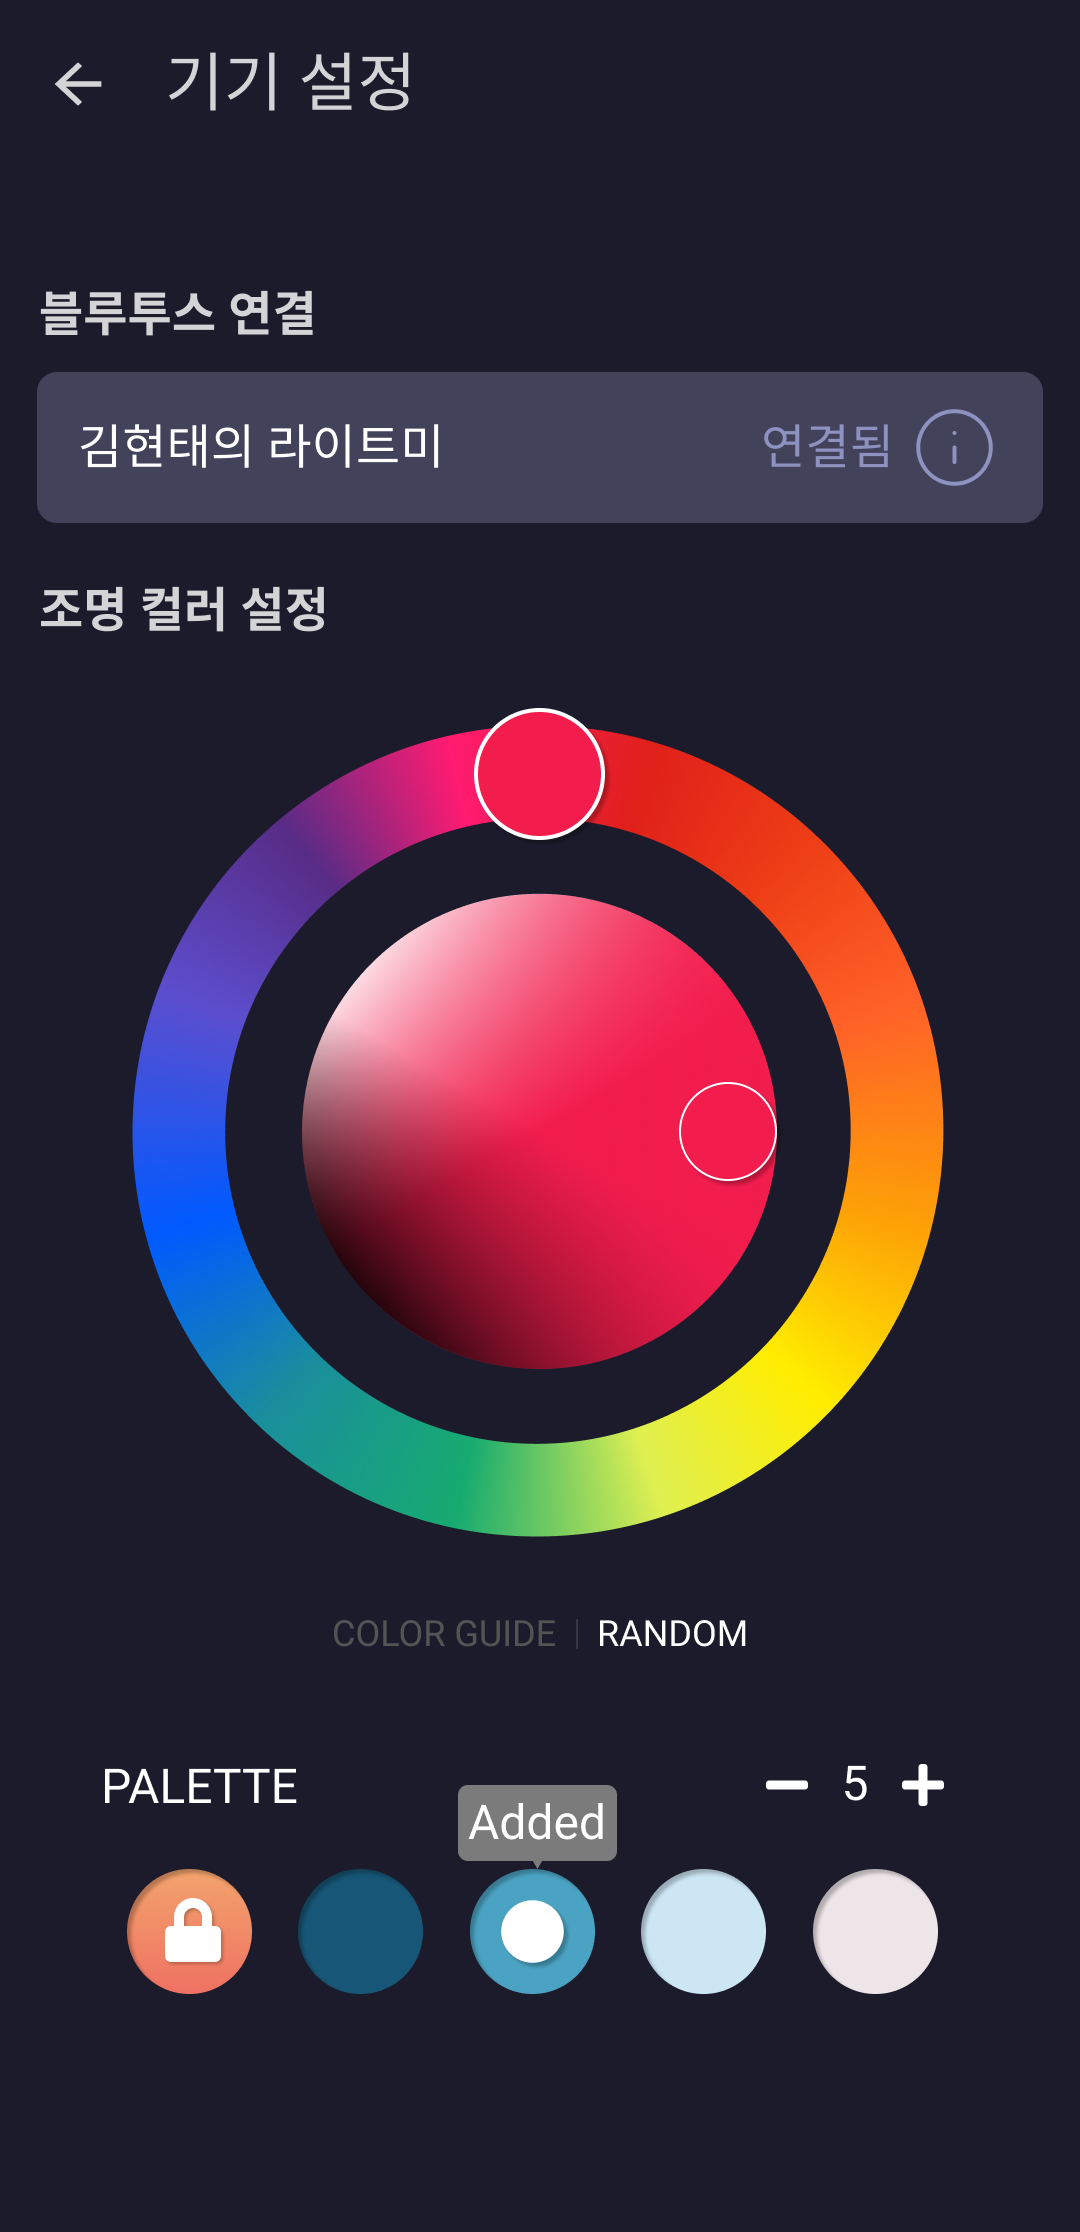 기기 설정
블루투스 연결
김현태의 라이트미 연결됨
조명 컬러 설정
COLOR GUIDE | RANDOM
PALETTE 5
Added